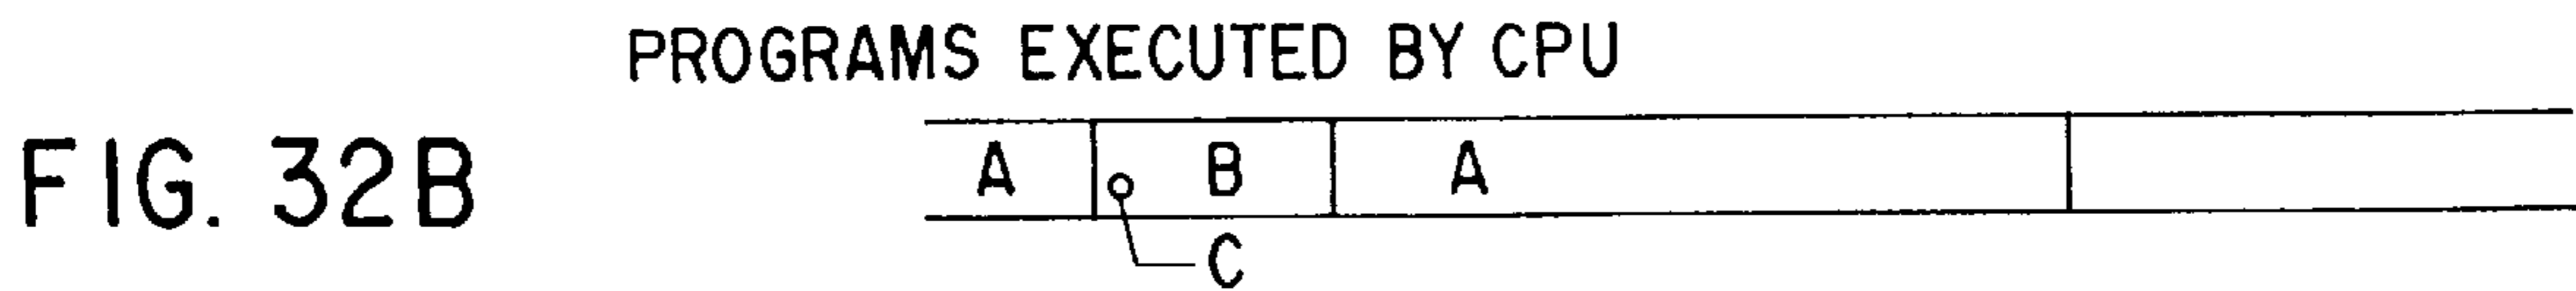 PROGRAMS EXECUTED BY CPU
FIG. 32B
A B A
C